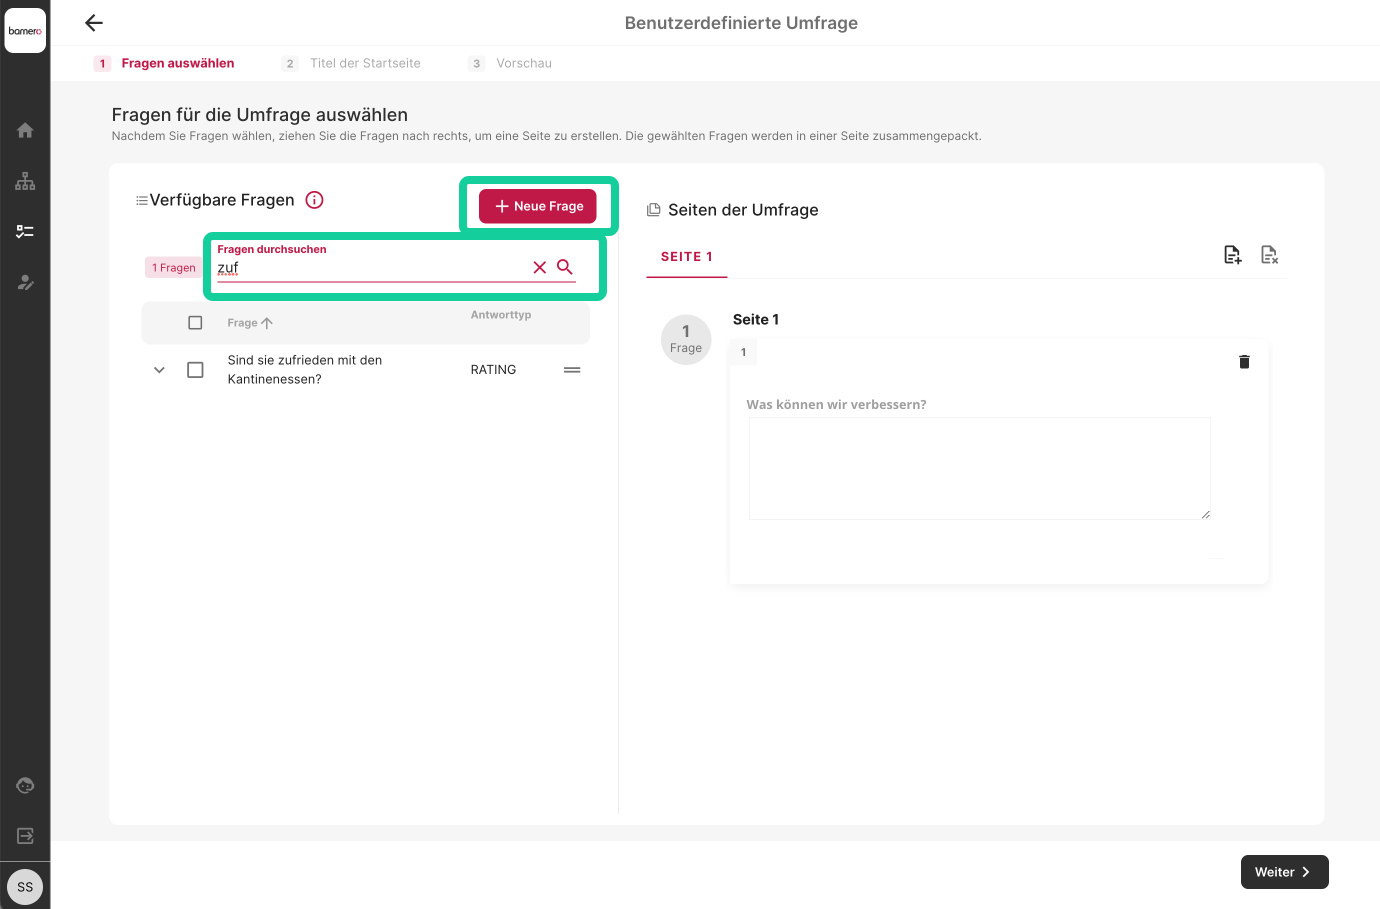 bamero
Benutzerdefinierte Umfrage
1 Fragen auswählen
2 Titel der Startseite
3 Vorschau
Fragen für die Umfrage auswählen
Nachdem Sie Fragen wählen, ziehen Sie die Fragen nach rechts, um eine Seite zu erstellen. Die gewählten Fragen werden in einer Seite zusammengepackt.
Verfügbare Fragen
Neue Frage
1 Fragen
Fragen durchsuchen
zuf
Frage
Antworttyp
Sind sie zufrieden mit den
Kantinenessen?
RATING
Seiten der Umfrage
SEITE 1
1
Frage
Seite 1
1
Was können wir verbessern?
SS
Weiter